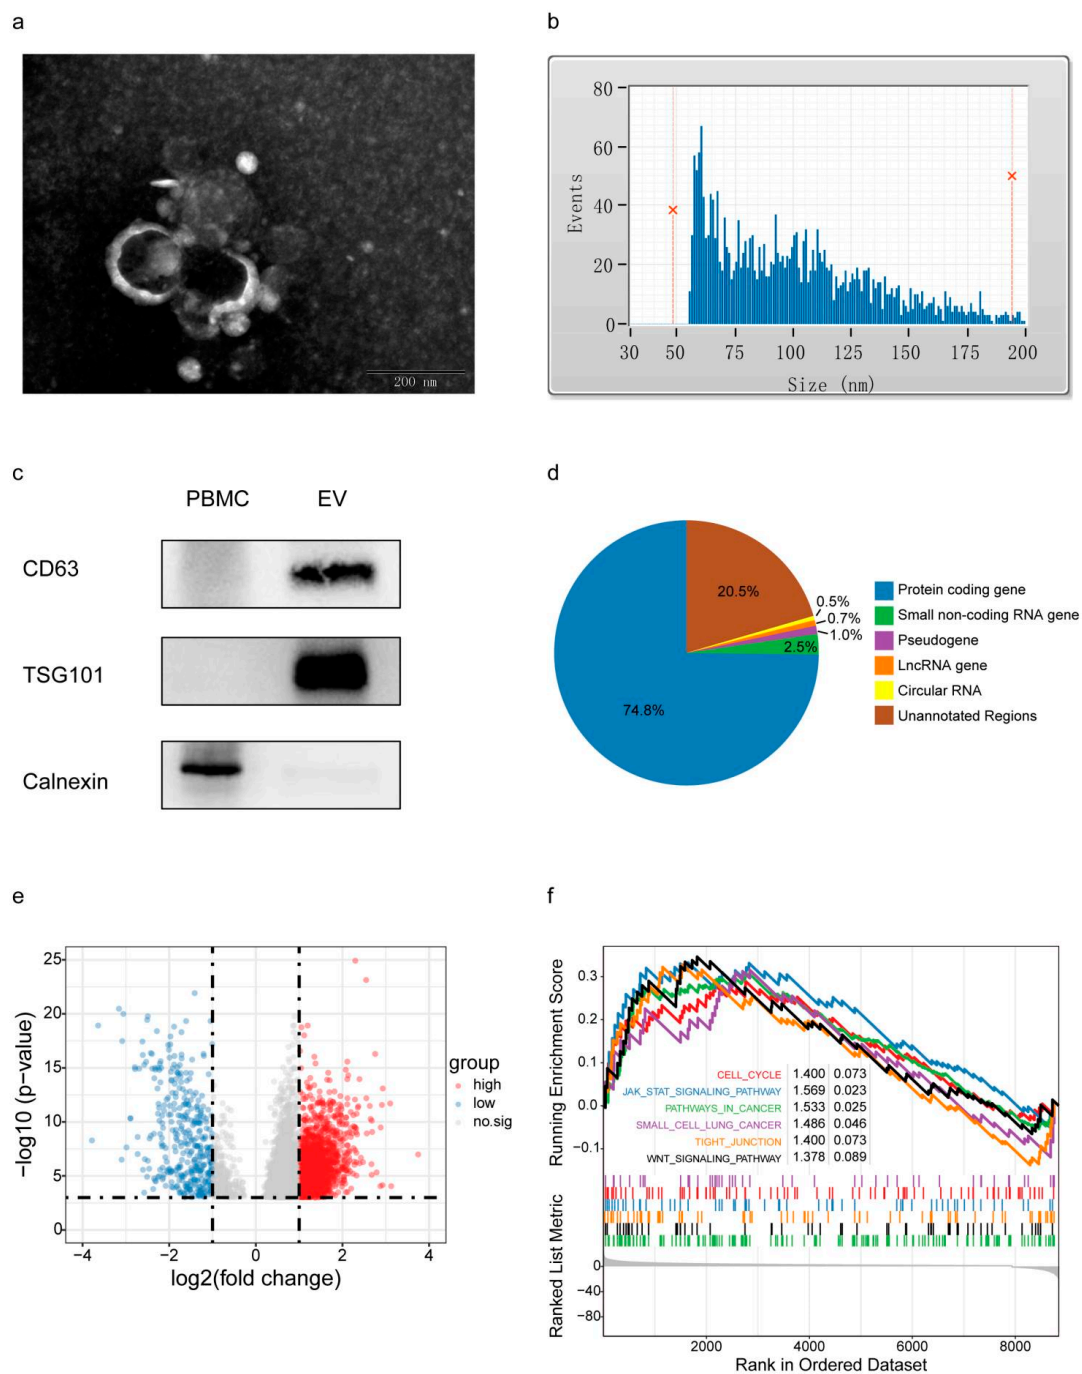 a
200 nm
b
80
60
40
20
0
Events
30 50 75 100 125 150 175 200
Size (nm)
c
PBMC EV
CD63
TSG101
Calnexin
d
20.5%
0.5%
0.7%
1.0%
2.5%
74.8%
Protein coding gene
Small non-coding RNA gene
Pseudogene
LncRNA gene
Circular RNA
Unannotated Regions
e
25
20
15
10
5
0
−log10 (p−value)
−4 −2 0 2 4
log2(fold change)
group
high
low
no.sig
f
Running Enrichment Score
0.3
0.2
0.1
0.0
−0.1
CELL_CYCLE 1.400 0.073
JAK_STAT_SIGNALING_PATHWAY 1.569 0.023
PATHWAYS_IN_CANCER 1.533 0.025
SMALL_CELL_LUNG_CANCER 1.486 0.046
TIGHT_JUNCTION 1.400 0.073
WNT_SIGNALING_PATHWAY 1.378 0.089
Ranked List Metric
0
−40
−80
2000 4000 6000 8000
Rank in Ordered Dataset